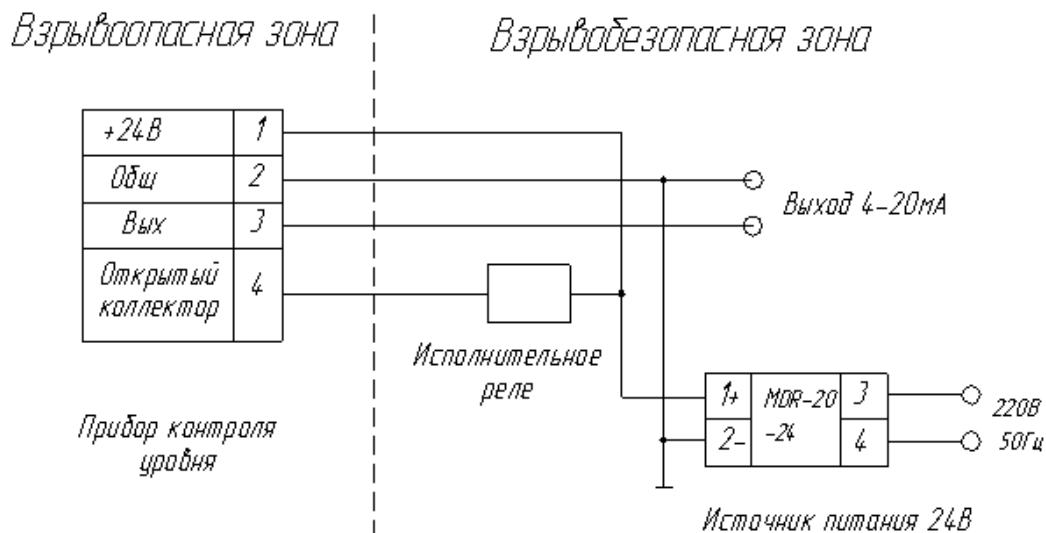 Взрывоопасная зона
Взрывобезопасная зона
+24В 1
Общ 2
Вых 3
Открытый
коллектор 4
Выход 4-20мА
Исполнительное
реле
Прибор контроля
уровня
1+ MDR-20 3
2- -24 4
220В
50Гц
Источник питания 24В